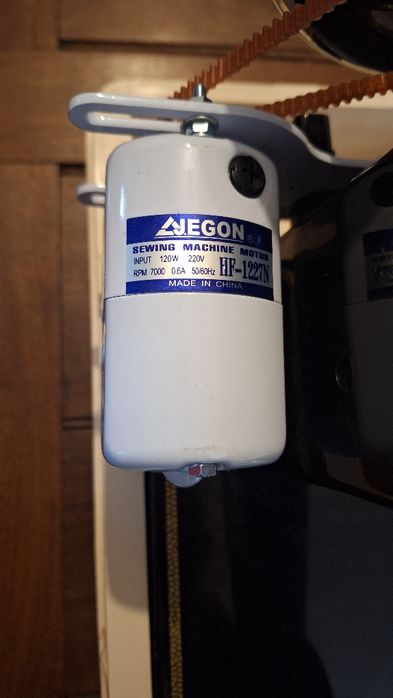 JEGON ®
SEWING MACHINE MOTOR
INPUT 120W 220V
RPM 7000 0.6A 50/60Hz HF-1227N
MADE IN CHINA